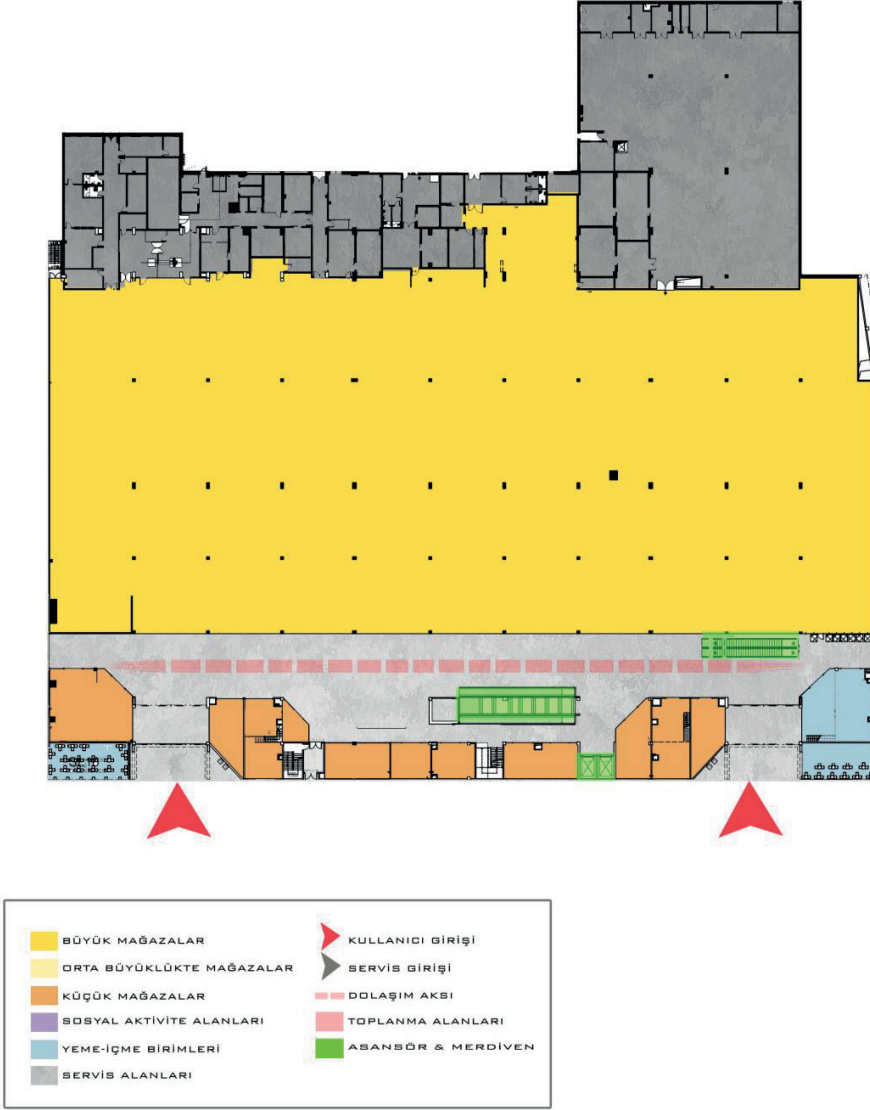 BÜYÜK MAĞAZALAR
ORTA BÜYÜKLÜKTE MAĞAZALAR
KÜÇÜK MAĞAZALAR
SOSYAL AKTİVİTE ALANLARI
YEME-İÇME BİRİMLERİ
SERVİS ALANLARI
KULLANICI GİRİŞİ
SERVİS GİRİŞİ
DOLAŞIM AKSI
TOPLANMA ALANLARI
ASANSÖR & MERDİVEN